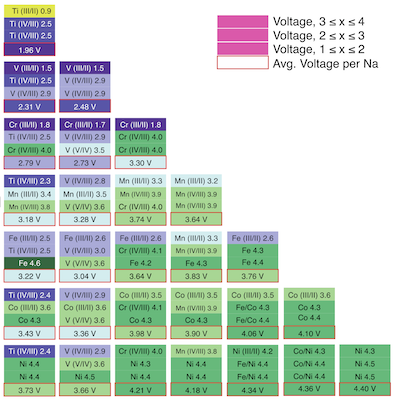 Ti (III/II) 0.9
Ti (IV/III) 2.5
Ti (IV/III) 2.5
1.96 V
Voltage, 3 ≤ x ≤ 4
Voltage, 2 ≤ x ≤ 3
Voltage, 1 ≤ x ≤ 2
Avg. Voltage per Na
V (III/II) 1.5 V (III/II) 1.5
Ti (IV/III) 2.5 V (IV/III) 2.9
Ti (IV/III) 2.5 V (IV/III) 2.9
2.31 V 2.48 V
Cr (III/II) 1.8 Cr (III/II) 1.7 Cr (III/II) 1.8
Ti (IV/III) 2.5 V (IV/III) 2.9 Cr (IV/III) 4.0
Cr (IV/III) 4.0 V (V/IV) 3.5 Cr (IV/III) 4.0
2.79 V 2.73 V 3.30 V
Ti (IV/III) 2.3 V (IV/III) 2.8 Mn (III/II) 3.3 Mn (III/II) 3.2
Mn (III/II) 3.4 Mn (III/II) 3.5 Mn (IV/III) 3.9 Mn (IV/III) 3.9
Mn (IV/III) 3.8 V (V/IV) 3.6 Cr (IV/III) 4.0 Mn (IV/III) 3.9
3.18 V 3.28 V 3.74 V 3.64 V
Fe (III/II) 2.5 Fe (III/II) 2.5 Fe (III/II) 2.6 Mn (III/II) 3.3 Fe (III/II) 2.6
Ti (IV/III) 2.5 V (IV/III) 3.0 Cr (IV/III) 4.1 Mn (IV/III) 3.9 Fe 4.3
Fe 4.6 V (V/IV) 3.6 Fe 4.2 Fe 4.3 Fe 4.4
3.22 V 3.04 V 3.64 V 3.83 V 3.76 V
Ti (IV/III) 2.4 V (IV/III) 2.9 Co (III/II) 3.5 Co (III/II) 3.5 Co (III/II) 3.5 Co (III/II) 3.6
Co (III/II) 3.6 Co (III/II) 3.6 Cr (IV/III) 4.1 Mn (IV/III) 3.9 Fe/Co 4.3 Co 4.3
Co 4.3 V (V/IV) 3.6 Co 4.3 Co 4.3 Fe/Co 4.4 Co 4.4
3.43 V 3.36 V 3.98 V 3.90 V 4.06 V 4.10 V
Ti (IV/III) 2.4 V (IV/III) 2.9 Cr (IV/III) 4.0 Mn (IV/III) 3.8 Ni (III/II) 4.2 Co/Ni 4.3 Ni 4.3
Ni 4.4 V (V/IV) 3.6 Ni 4.3 Ni 4.4 Fe/Ni 4.4 Co/Ni 4.4 Ni 4.5
Ni 4.4 Ni 4.5 Ni 4.4 Ni 4.4 Fe/Ni 4.4 Ni 4.4 Ni 4.5
3.73 V 3.66 V 4.21 V 4.18 V 4.34 V 4.36 V 4.40 V